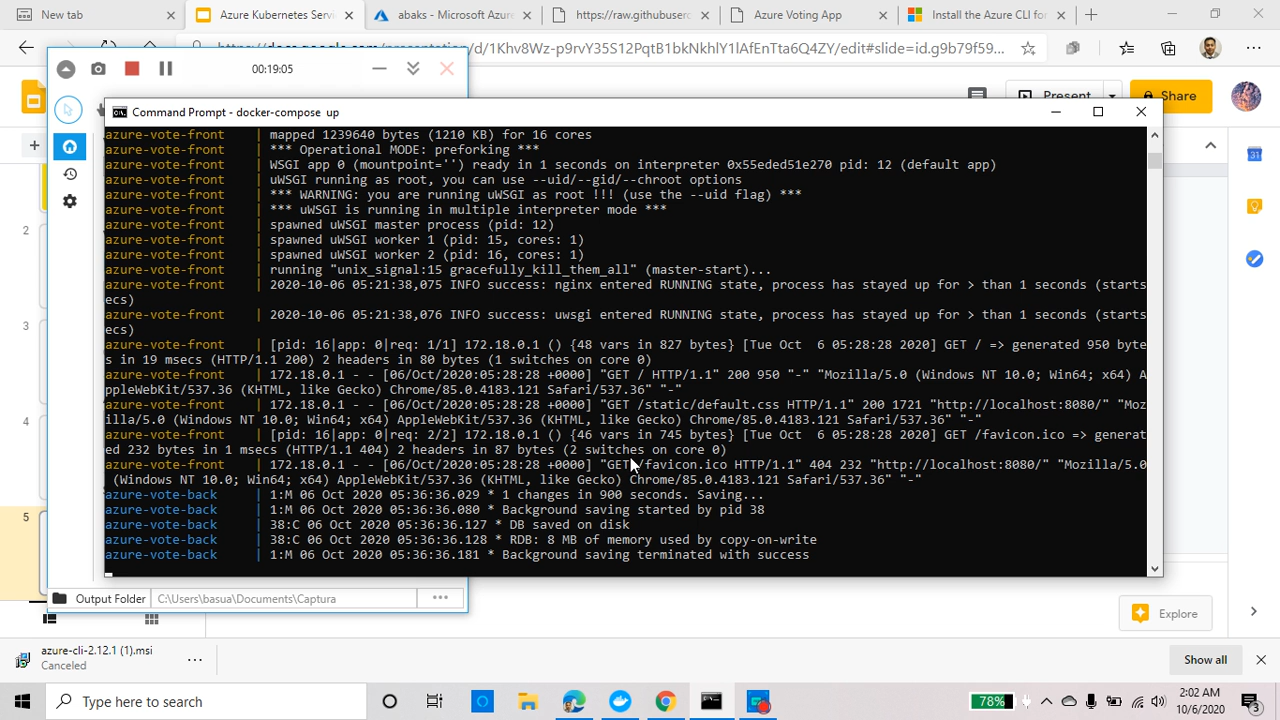 New tab
Azure Kubernetes Servi
abaks - Microsoft Azure
https://raw.githubuserc
Azure Voting App
Install the Azure CLI for
https://docs.google.com/presentation/d/1Khv8Wz-p9rvY35S12PqtB1bkNkhlY1lAfEnTta6Q4ZY/edit#slide=id.g9b79f59...
00:19:05
Present
Share
Command Prompt - docker-compose  up
azure-vote-front    | mapped 1239640 bytes (1210 KB) for 16 cores
azure-vote-front    | *** Operational MODE: preforking ***
azure-vote-front    | WSGI app 0 (mountpoint='') ready in 1 seconds on interpreter 0x555ded51e270 pid: 12 (default app)
azure-vote-front    | uWSGI running as root, you can use --uid/--gid/--chroot options
azure-vote-front    | *** WARNING: you are running uWSGI as root !!! (use the --uid flag) ***
azure-vote-front    | *** uWSGI is running in multiple interpreter mode ***
azure-vote-front    | spawned uWSGI master process (pid: 12)
azure-vote-front    | spawned uWSGI worker 1 (pid: 15, cores: 1)
azure-vote-front    | spawned uWSGI worker 2 (pid: 16, cores: 1)
azure-vote-front    | running "unix_signal:15 gracefully_kill_them_all" (master-start)...
azure-vote-front    | 2020-10-06 05:21:38,075 INFO success: nginx entered RUNNING state, process has stayed up for > than 1 seconds (starts
ecs)
azure-vote-front    | 2020-10-06 05:21:38,076 INFO success: uwsgi entered RUNNING state, process has stayed up for > than 1 seconds (starts
ecs)
azure-vote-front    | [pid: 16|app: 0|req: 1/1] 172.18.0.1 () {48 vars in 827 bytes} [Tue Oct  6 05:28:28 2020] GET / => generated 950 byte
s in 19 msecs (HTTP/1.1 200) 2 headers in 80 bytes (1 switches on core 0)
azure-vote-front    | 172.18.0.1 - - [06/Oct/2020:05:28:28 +0000] "GET / HTTP/1.1" 200 950 "-" "Mozilla/5.0 (Windows NT 10.0; Win64; x64) A
ppleWebKit/537.36 (KHTML, like Gecko) Chrome/85.0.4183.121 Safari/537.36" "-"
azure-vote-front    | 172.18.0.1 - - [06/Oct/2020:05:28:28 +0000] "GET /static/default.css HTTP/1.1" 200 1721 "http://localhost:8080/" "Moz
illa/5.0 (Windows NT 10.0; Win64; x64) AppleWebKit/537.36 (KHTML, like Gecko) Chrome/85.0.4183.121 Safari/537.36" "-"
azure-vote-front    | [pid: 16|app: 0|req: 2/2] 172.18.0.1 () {46 vars in 745 bytes} [Tue Oct  6 05:28:28 2020] GET /favicon.ico => generat
ed 232 bytes in 1 msecs (HTTP/1.1 404) 2 headers in 87 bytes (2 switches on core 0)
azure-vote-front    | 172.18.0.1 - - [06/Oct/2020:05:28:28 +0000] "GET /favicon.ico HTTP/1.1" 404 232 "http://localhost:8080/" "Mozilla/5.0
(Windows NT 10.0; Win64; x64) AppleWebKit/537.36 (KHTML, like Gecko) Chrome/85.0.4183.121 Safari/537.36" "-"
azure-vote-back     | 1:M 06 Oct 2020 05:36:36.029 * 1 changes in 900 seconds. Saving...
azure-vote-back     | 1:M 06 Oct 2020 05:36:36.080 * Background saving started by pid 38
azure-vote-back     | 38:C 06 Oct 2020 05:36:36.127 * DB saved on disk
azure-vote-back     | 38:C 06 Oct 2020 05:36:36.128 * RDB: 8 MB of memory used by copy-on-write
azure-vote-back     | 1:M 06 Oct 2020 05:36:36.181 * Background saving terminated with success
2
3
4
5
31
Output Folder
C:\Users\basua\Documents\Captura
Explore
azure-cli-2.12.1 (1).msi
Canceled
Show all
Type here to search
78%
2:02 AM
10/6/2020
3